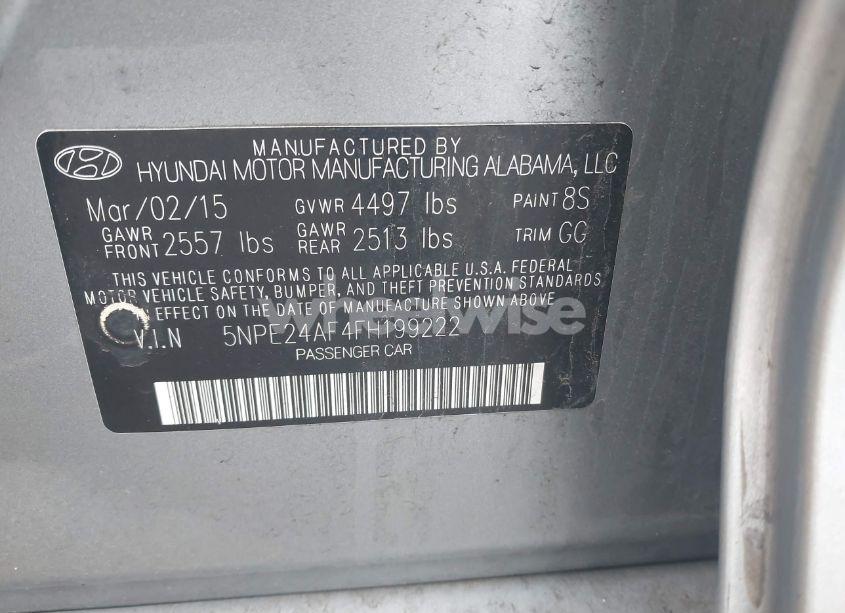 MANUFACTURED BY
HYUNDAI MOTOR MANUFACTURING ALABAMA, LLC
Mar/02/15 GVWR 4497 lbs PAINT 8S
GAWR FRONT 2557 lbs GAWR REAR 2513 lbs TRIM GG
THIS VEHICLE CONFORMS TO ALL APPLICABLE U.S.A. FEDERAL
MOTOR VEHICLE SAFETY, BUMPER, AND THEFT PREVENTION STANDARDS
EFFECT ON THE DATE OF MANUFACTURE SHOWN ABOVE
V.I.N 5NPE24AF4FH199222
PASSENGER CAR